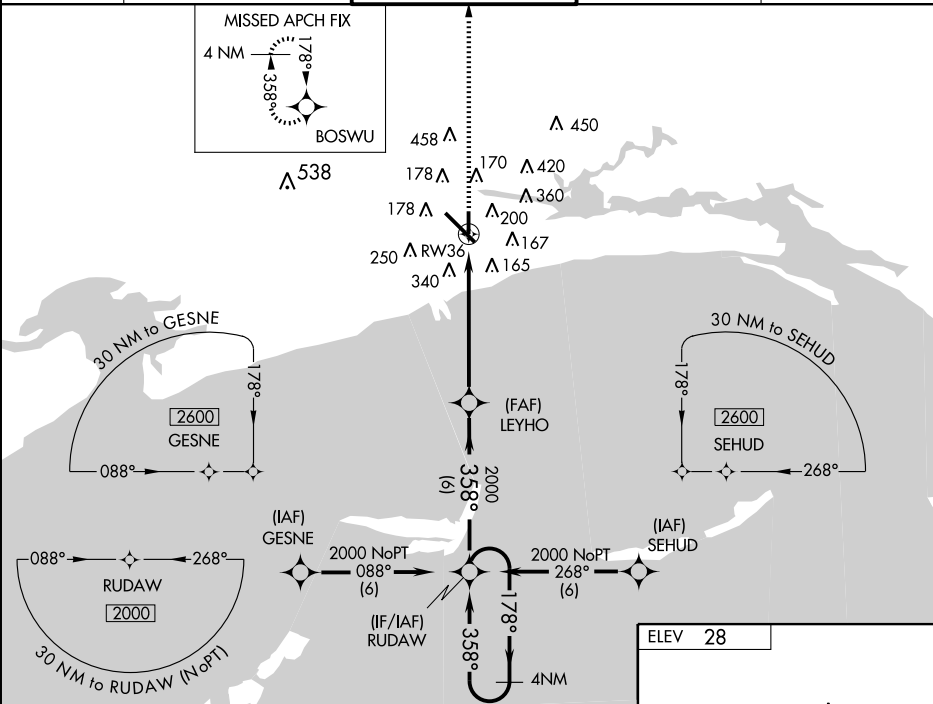 MISSED APCH FIX
4 NM
178°
358°
BOSWU
538
458
450
178
170
420
360
178
200
250
RW36
167
340
165
30 NM to GESNE
178°
2600
GESNE
088°
30 NM to SEHUD
178°
2600
SEHUD
268°
(FAF)
LEYHO
2000
358°
(6)
(IAF)
GESNE
2000 NoPT
088°
(6)
(IAF)
SEHUD
2000 NoPT
268°
(6)
088°
268°
RUDAW
2000
30 NM to RUDAW (NoPT)
(IF/IAF)
RUDAW
178°
358°
4NM
ELEV 28